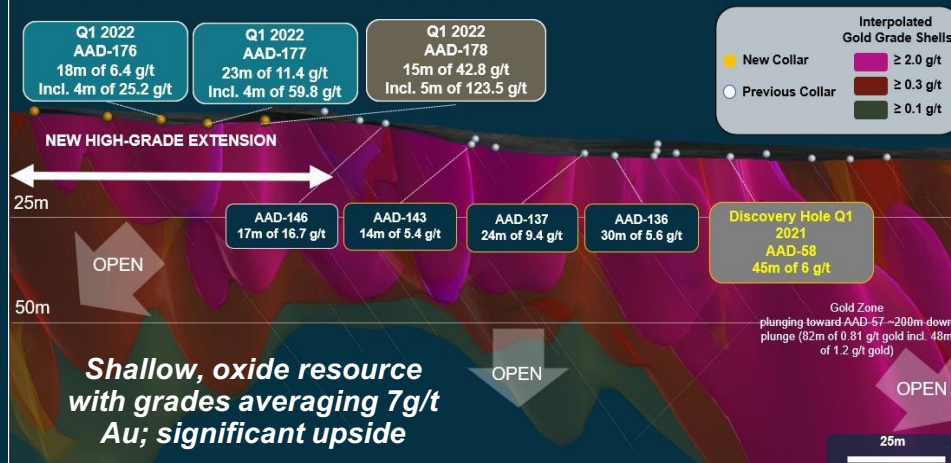 Q1 2022
AAD-176
18m of 6.4 g/t
Incl. 4m of 25.2 g/t
Q1 2022
AAD-177
23m of 11.4 g/t
Incl. 4m of 59.8 g/t
Q1 2022
AAD-178
15m of 42.8 g/t
Incl. 5m of 123.5 g/t
New Collar
Previous Collar
Interpolated
Gold Grade Shells
≥ 2.0 g/t
≥ 0.3 g/t
≥ 0.1 g/t
NEW HIGH-GRADE EXTENSION
25m
AAD-146
17m of 16.7 g/t
AAD-143
14m of 5.4 g/t
AAD-137
24m of 9.4 g/t
AAD-136
30m of 5.6 g/t
Discovery Hole Q1
2021
AAD-58
45m of 6 g/t
OPEN
50m
Gold Zone
plunging toward AAD-57 ~200m down
plunge (82m of 0.81 g/t gold incl. 48m
of 1.2 g/t gold)
OPEN
OPEN
Shallow, oxide resource
with grades averaging 7g/t
Au; significant upside
25m